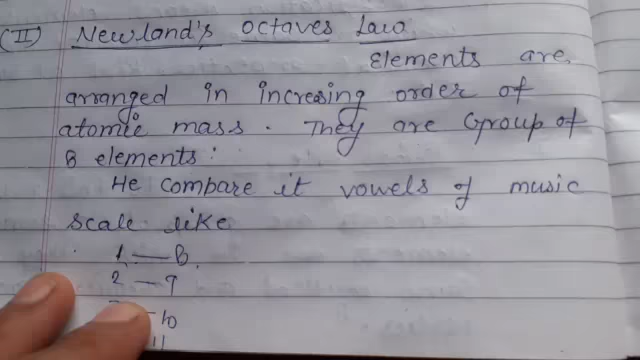 (II) Newland's octaves Law
Elements are
arranged in increasing order of
atomic mass. They are Group of
8 elements:
He compare it vowels of music
scale like
1 — 8.
2 — 9
— 10
11